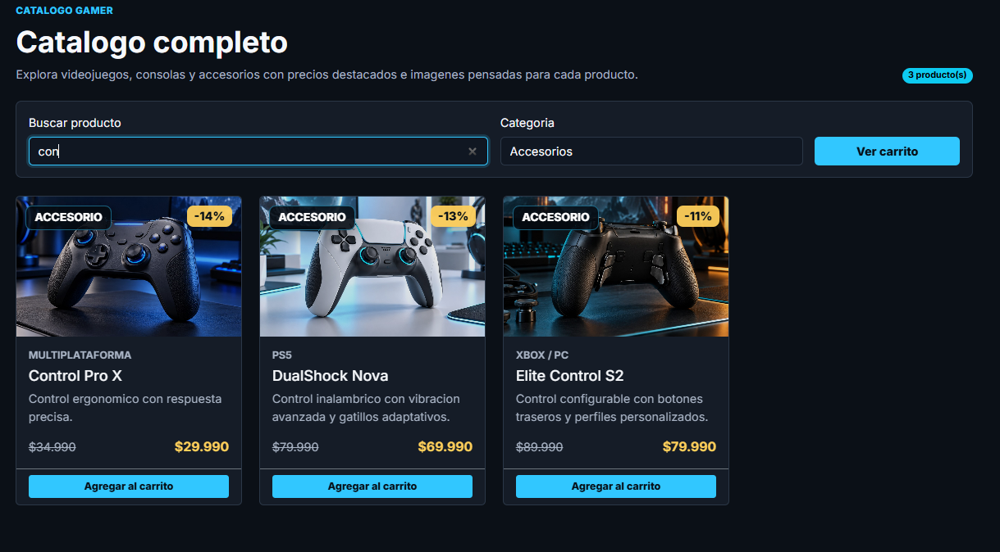 CATALOGO GAMER
Catalogo completo
Explora videojuegos, consolas y accesorios con precios destacados e imagenes pensadas para cada producto.
3 producto(s)
Buscar producto
Categoria
con
Accesorios
Ver carrito
ACCESORIO
-14%
ACCESORIO
-13%
ACCESORIO
-11%
MULTIPLATAFORMA
Control Pro X
Control ergonomico con respuesta
precisa.
$34.990
$29.990
Agregar al carrito
PS5
DualShock Nova
Control inalambrico con vibracion
avanzada y gatillos adaptativos.
$79.990
$69.990
Agregar al carrito
XBOX / PC
Elite Control S2
Control configurable con botones
traseros y perfiles personalizados.
$89.990
$79.990
Agregar al carrito